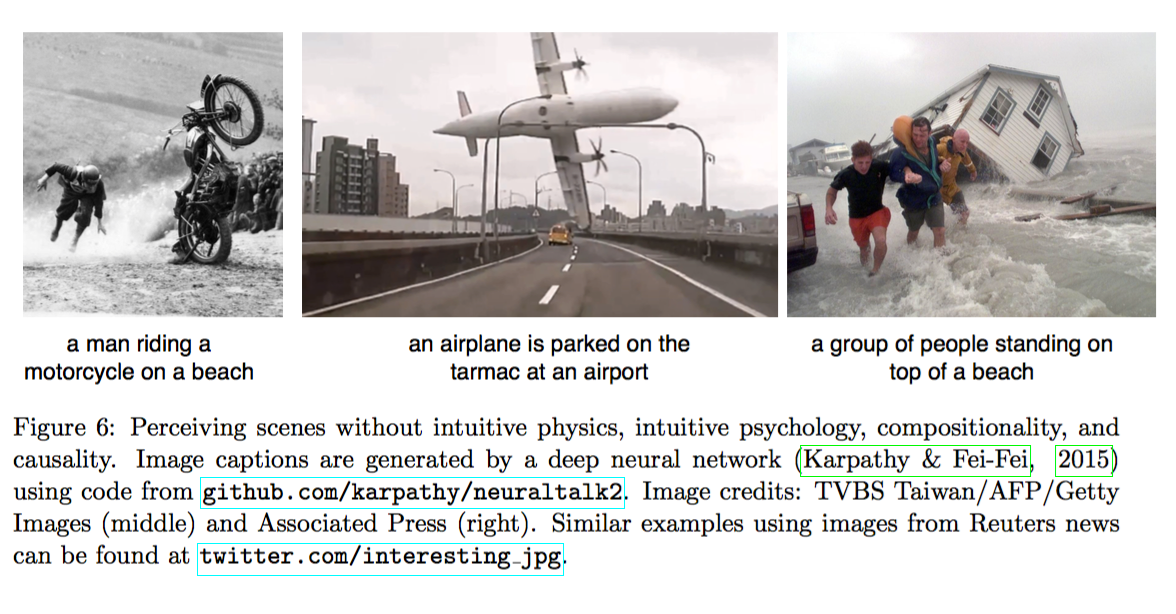 a man riding a
motorcycle on a beach
an airplane is parked on the
tarmac at an airport
a group of people standing on
top of a beach
Figure 6: Perceiving scenes without intuitive physics, intuitive psychology, compositionality, and
causality. Image captions are generated by a deep neural network (Karpathy & Fei-Fei, 2015)
using code from github.com/karpathy/neuraltalk2. Image credits: TVBS Taiwan/AFP/Getty
Images (middle) and Associated Press (right). Similar examples using images from Reuters news
can be found at twitter.com/interesting_jpg.